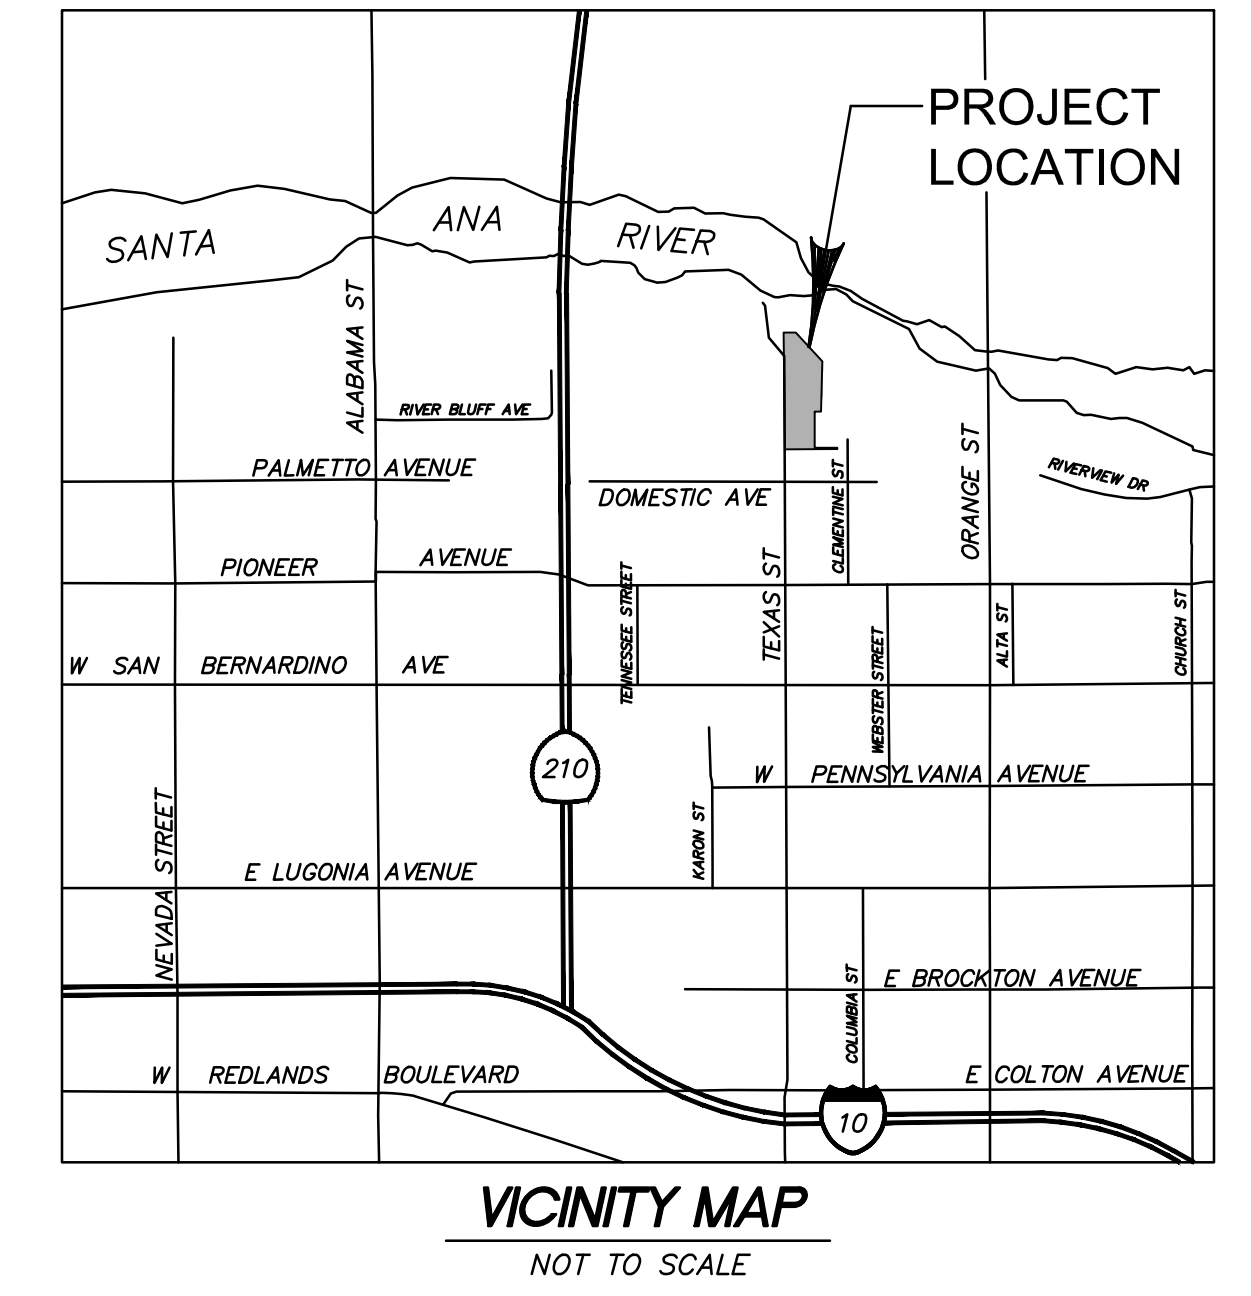 PROJECT
LOCATION
SANTA ANA RIVER
ALABAMA ST
RIVER BLUFF AVE
PALMETTO AVENUE
DOMESTIC AVE
CLEMENTINE ST
ORANGE ST
RIVERVIEW DR
PIONEER AVENUE
TENNESSEE STREET
TEXAS ST
WEBSTER STREET
ALTA ST
CHURCH ST
W SAN BERNARDINO AVE
210
W PENNSYLVANIA AVENUE
NEVADA STREET
KARON ST
E LUGONIA AVENUE
COLUMBIA ST
E BROCKTON AVENUE
W REDLANDS BOULEVARD
E COLTON AVENUE
10
VICINITY MAP
NOT TO SCALE